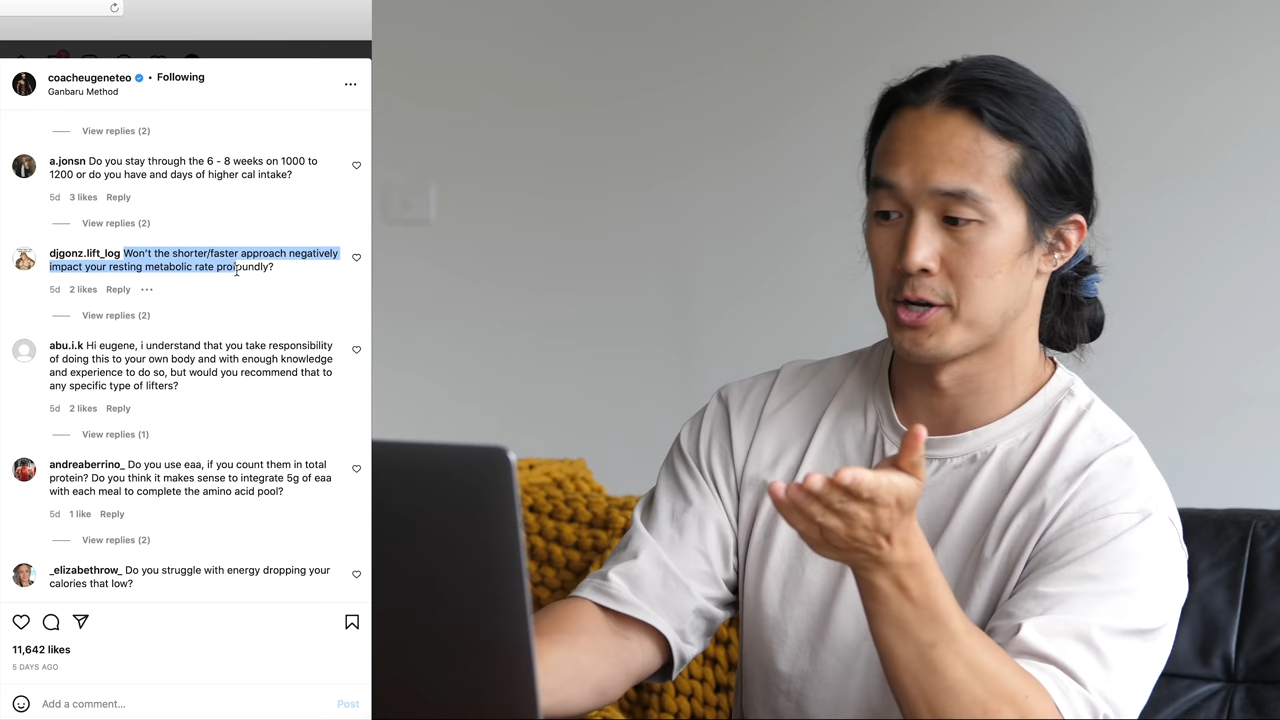 coacheugeneteo • Following
Ganbaru Method
View replies (2)
a.jonsn Do you stay through the 6 - 8 weeks on 1000 to
1200 or do you have and days of higher cal intake?
5d 3 likes Reply
View replies (2)
djgonz.lift_log Won't the shorter/faster approach negatively
impact your resting metabolic rate profoundly?
5d 2 likes Reply
View replies (2)
abu.i.k Hi eugene, i understand that you take responsibility
of doing this to your own body and with enough knowledge
and experience to do so, but would you recommend that to
any specific type of lifters?
5d 2 likes Reply
View replies (1)
andreaberrino_ Do you use eaa, if you count them in total
protein? Do you think it makes sense to integrate 5g of eaa
with each meal to complete the amino acid pool?
5d 1 like Reply
View replies (2)
_elizabethrow_ Do you struggle with energy dropping your
calories that low?
11,642 likes
5 DAYS AGO
Add a comment... Post